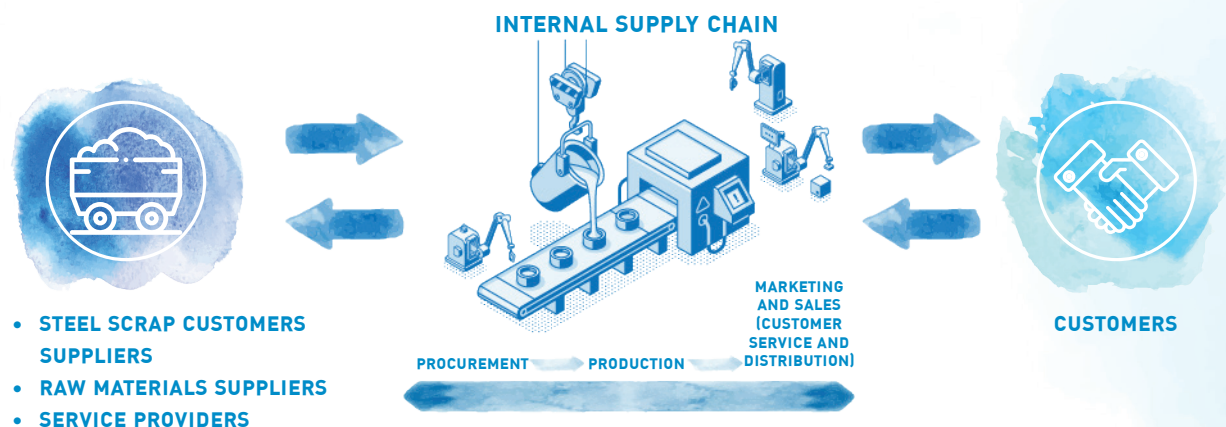 INTERNAL SUPPLY CHAIN
• STEEL SCRAP CUSTOMERS
SUPPLIERS
• RAW MATERIALS SUPPLIERS
• SERVICE PROVIDERS
PROCUREMENT
PRODUCTION
MARKETING
AND SALES
(CUSTOMER
SERVICE AND
DISTRIBUTION)
CUSTOMERS